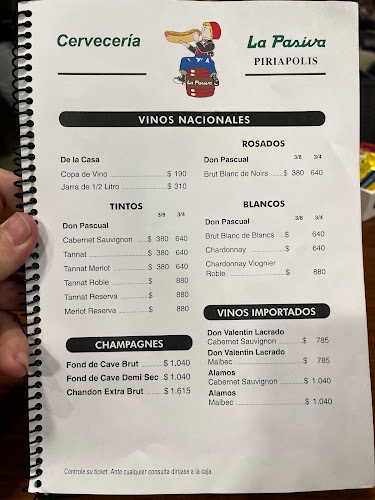 Cervecería
La Pasiva
La Pasiva
PIRIAPOLIS
VINOS NACIONALES
De la Casa
Copa de Vino $ 190
Jarra de 1/2 Litro $ 310
TINTOS
3/8 3/4
Don Pascual
Cabernet Sauvignon $ 380 640
Tannat $ 380 640
Tannat Merlot $ 380 640
Tannat Roble $ 880
Tannat Reserva $ 880
Merlot Reserva $ 880
CHAMPAGNES
Fond de Cave Brut $ 1.040
Fond de Cave Demi Sec $ 1.040
Chandon Extra Brut $ 1.615
ROSADOS
Don Pascual 3/8 3/4
Brut Blanc de Noirs $ 380 640
BLANCOS
Don Pascual 3/8 3/4
Brut Blanc de Blancs $ 640
Chardonnay $ 640
Chardonnay Viognier
Roble $ 880
VINOS IMPORTADOS
Don Valentin Lacrado
Cabernet Sauvignon $ 785
Don Valentin Lacrado
Malbec $ 785
Alamos
Cabernet Sauvignon $ 1.040
Alamos
Malbec $ 1.040
Controle su ticket. Ante cualquier consulta diríjase a la caja.